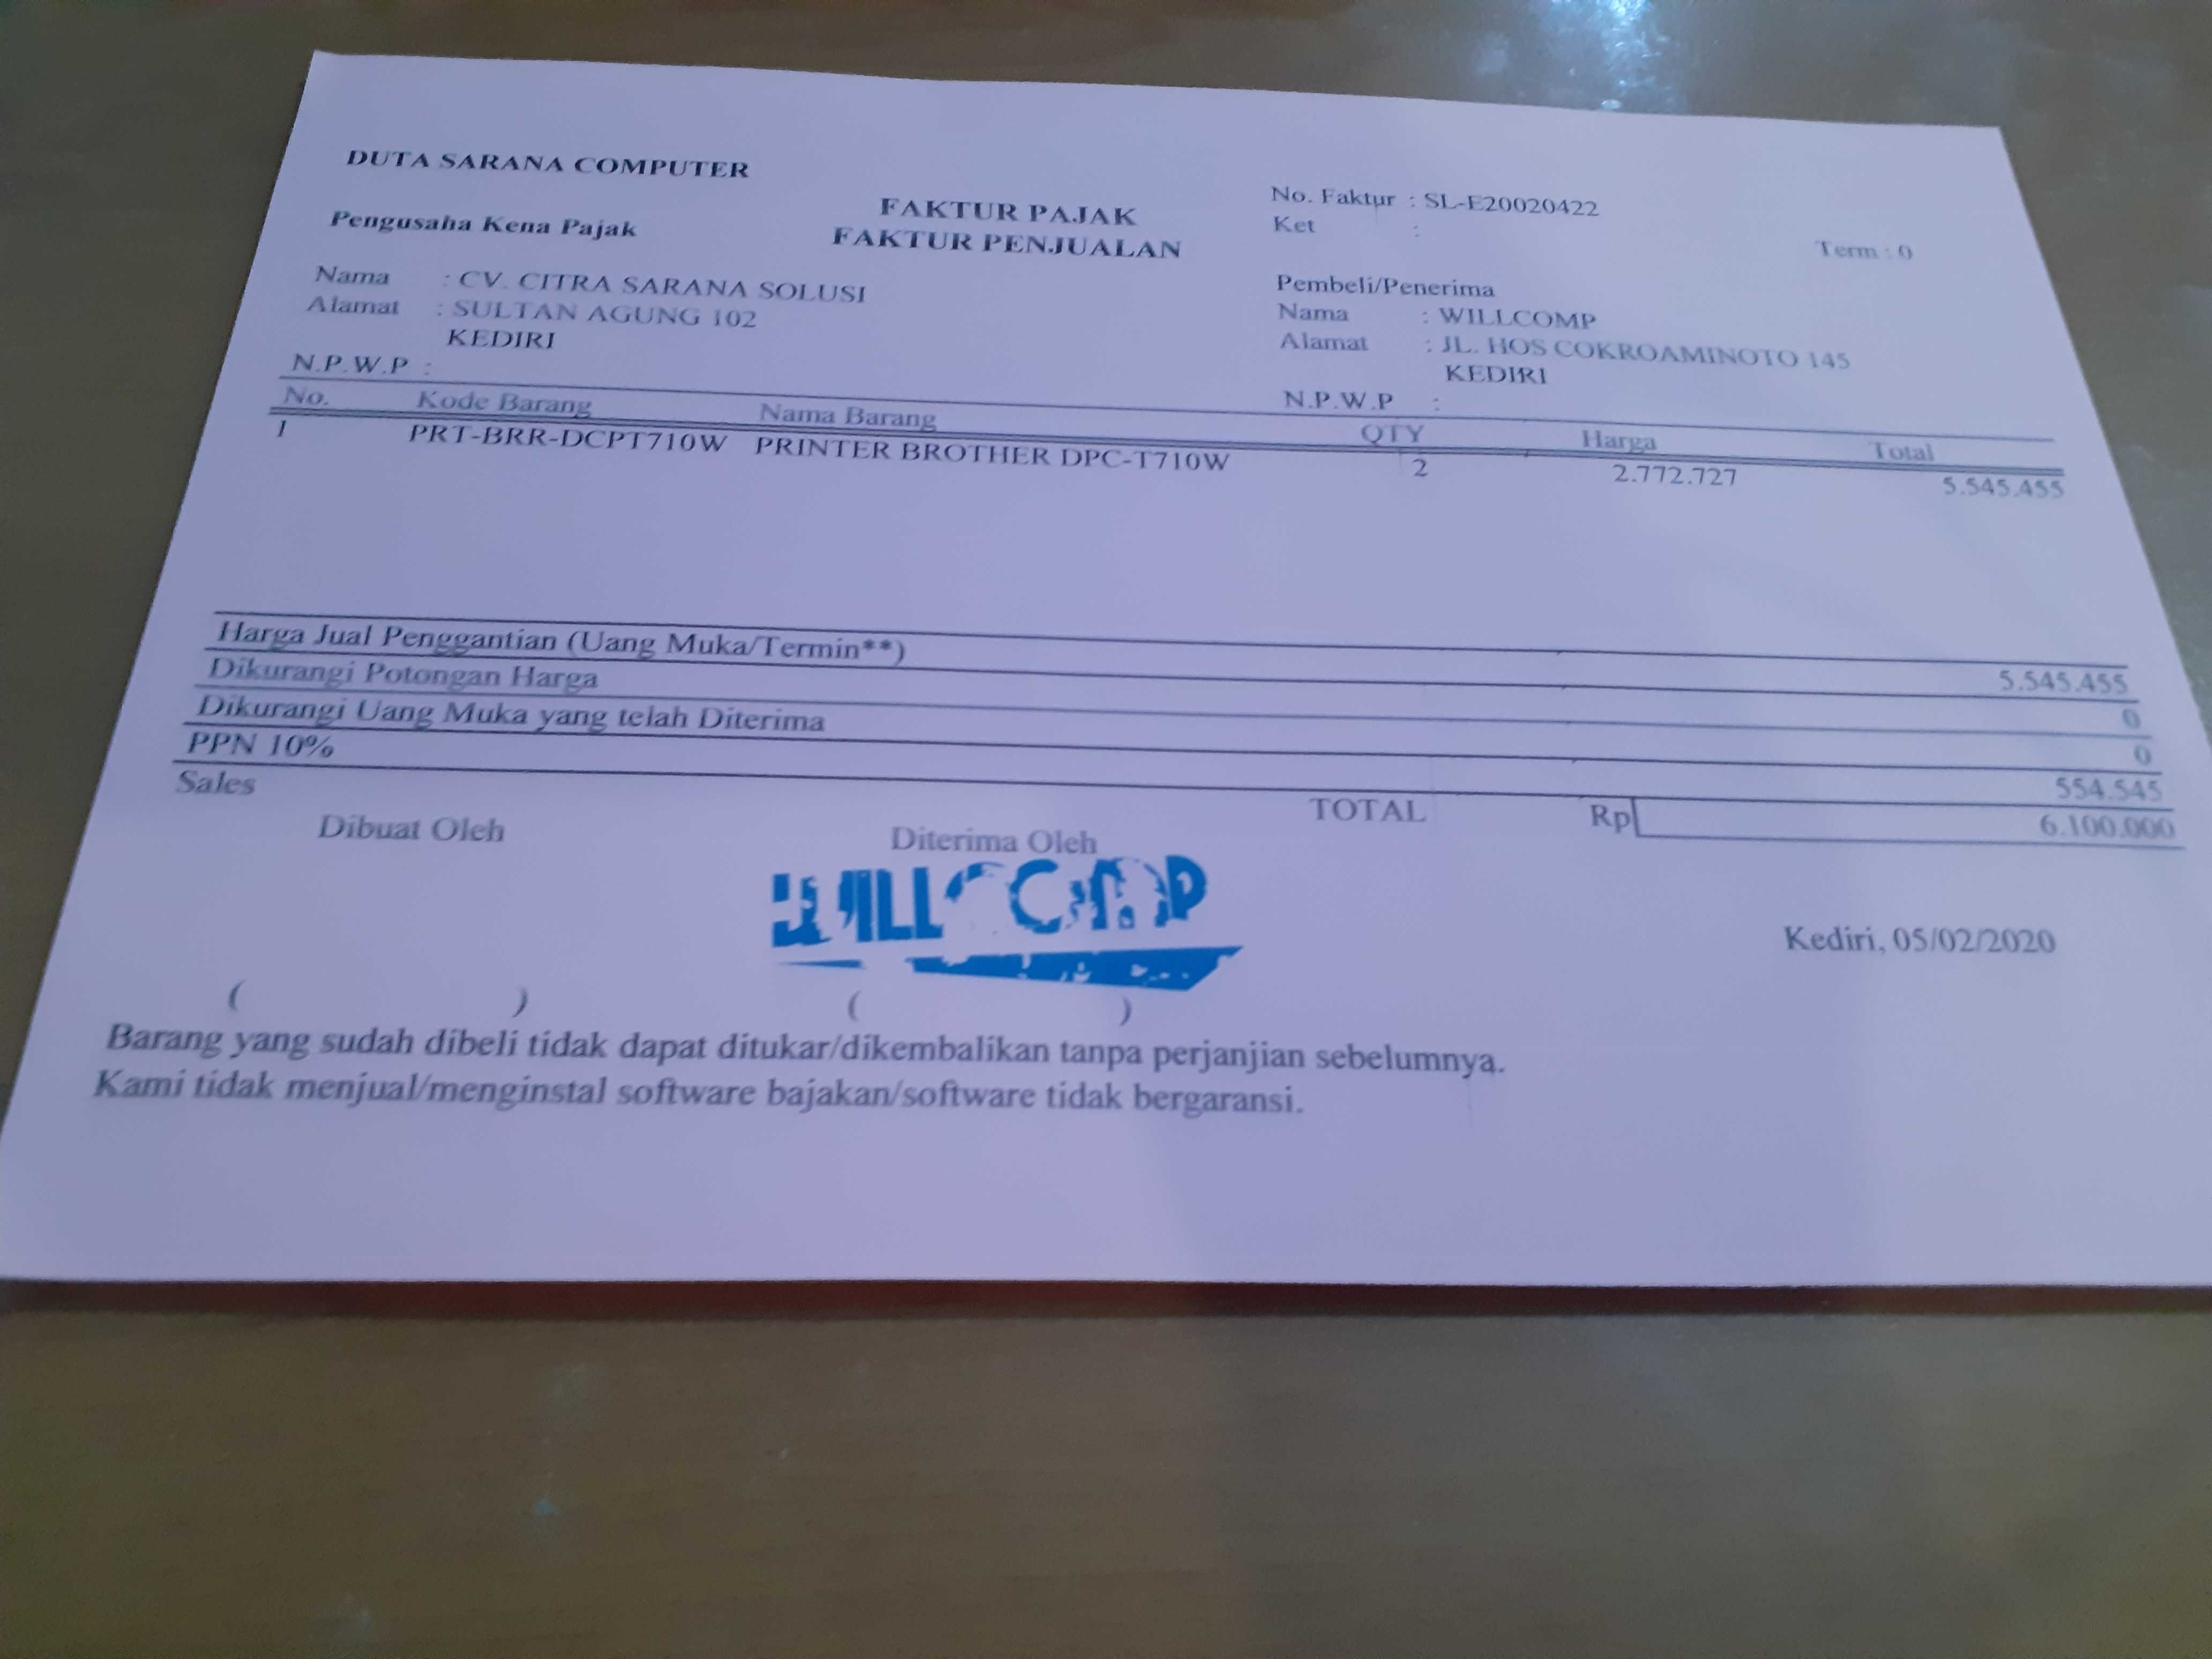 DUTA SARANA COMPUTER
FAKTUR PAJAK
FAKTUR PENJUALAN
No. Faktur : SL-E20020422
Ket :
Term : 0
Pengusaha Kena Pajak
Nama : CV. CITRA SARANA SOLUSI
Alamat : SULTAN AGUNG 102
KEDIRI
N.P.W.P :
Pembeli/Penerima
Nama : WILLCOMP
Alamat : JL. HOS COKROAMINOTO 145
KEDIRI
N.P.W.P :
No. Kode Barang Nama Barang QTY Harga Total
1 PRT-BRR-DCPT710W PRINTER BROTHER DPC-T710W 2 2.772.727 5.545.455
Harga Jual Penggantian (Uang Muka/Termin**) 5.545.455
Dikurangi Potongan Harga 0
Dikurangi Uang Muka yang telah Diterima 0
PPN 10% 554.545
Sales TOTAL Rp 6.100.000
Dibuat Oleh Diterima Oleh
WILLCOMP
Kediri, 05/02/2020
( ) ( )
Barang yang sudah dibeli tidak dapat ditukar/dikembalikan tanpa perjanjian sebelumnya.
Kami tidak menjual/menginstal software bajakan/software tidak bergaransi.